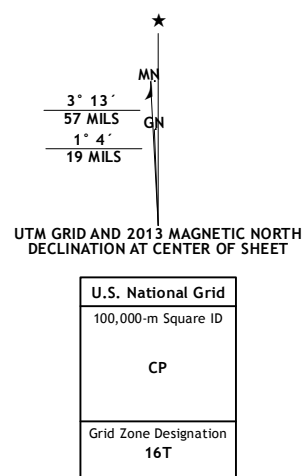 ★
MN
3° 13´
57 MILS
GN
1° 4´
19 MILS
UTM GRID AND 2013 MAGNETIC NORTH
DECLINATION AT CENTER OF SHEET
U.S. National Grid
100,000-m Square ID
CP
Grid Zone Designation
16T